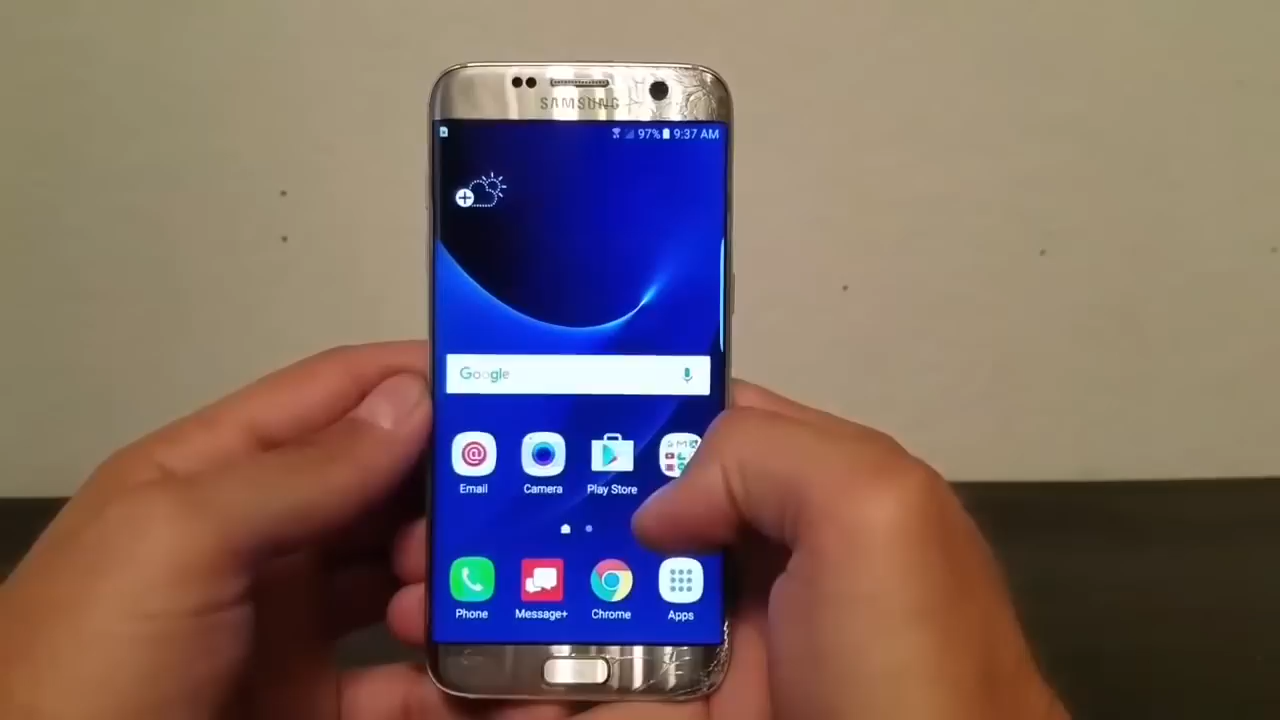 SAMSUNG
97% 9:37 AM
Google
Email Camera Play Store
Phone Message+ Chrome Apps